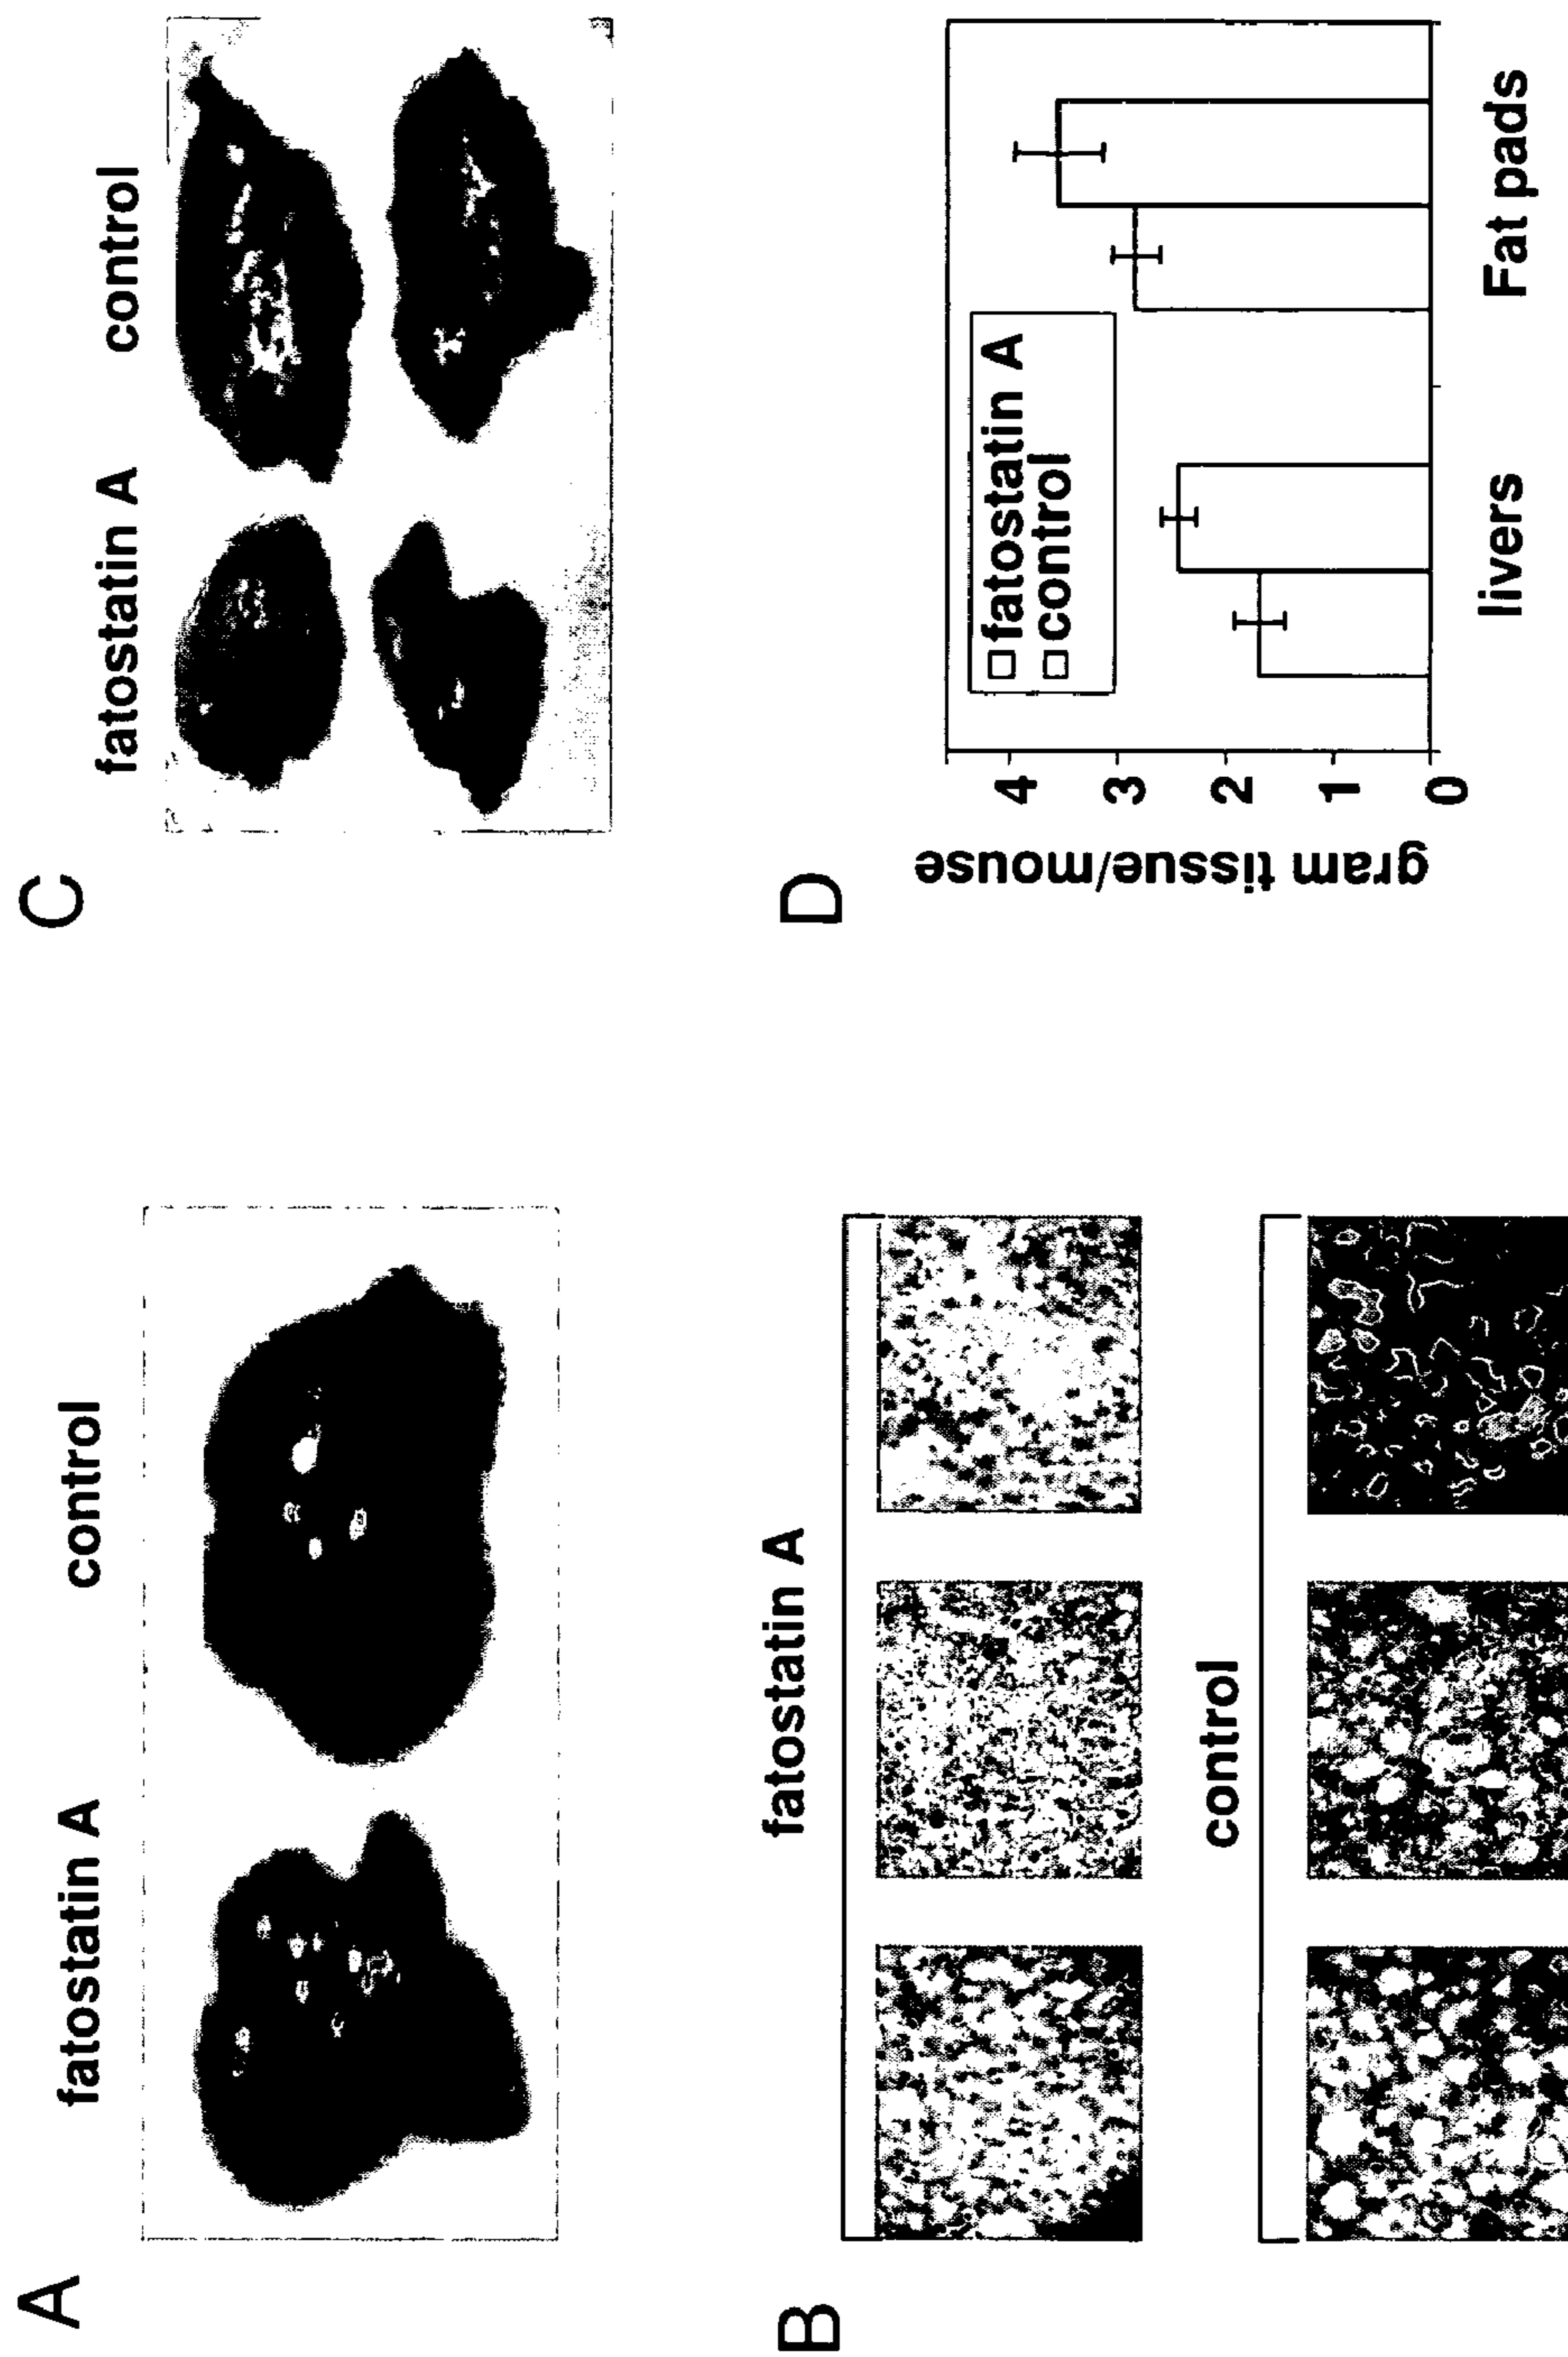 A
fatostatin A
control
B
fatostatin A
control
C
fatostatin A
control
D
gram tissue/mouse
4
3
2
1
0
fatostatin A
control
livers
Fat pads